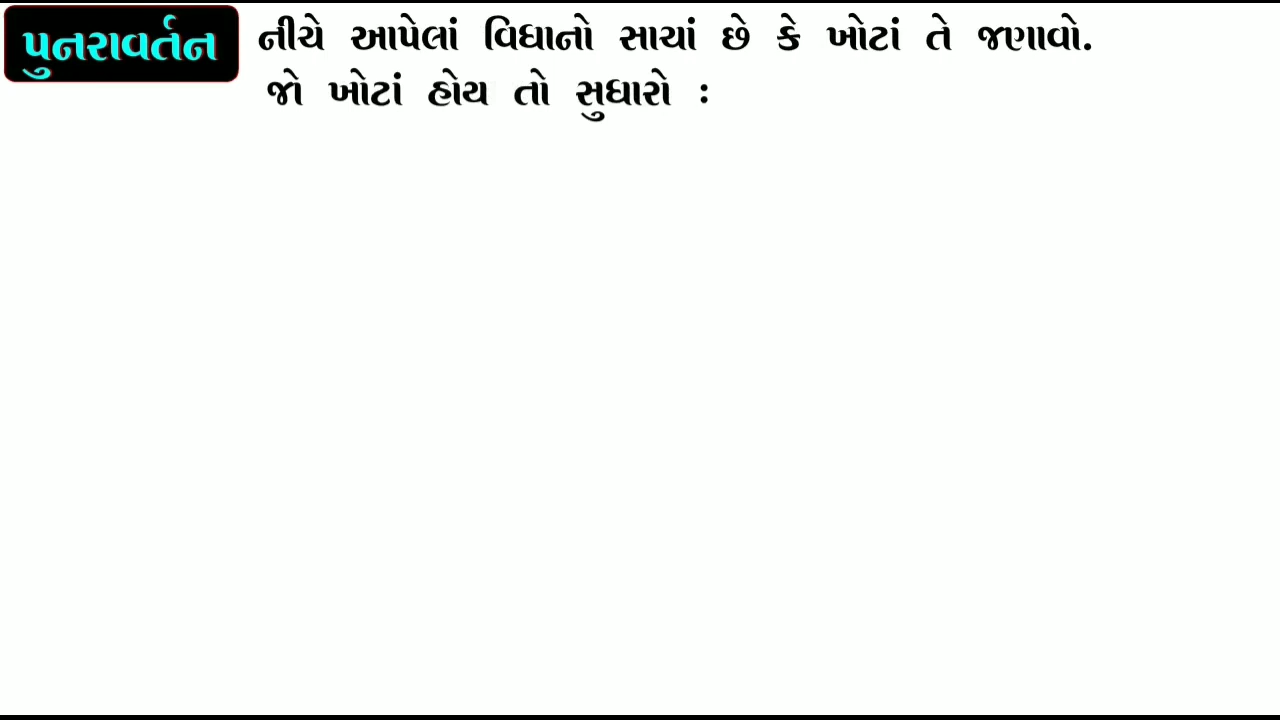 પુનરાવર્તન નીચે આપેલાં વિધાનો સાચાં છે કે ખોટાં તે જણાવો.
જો ખોટાં હોય તો સુધારો :